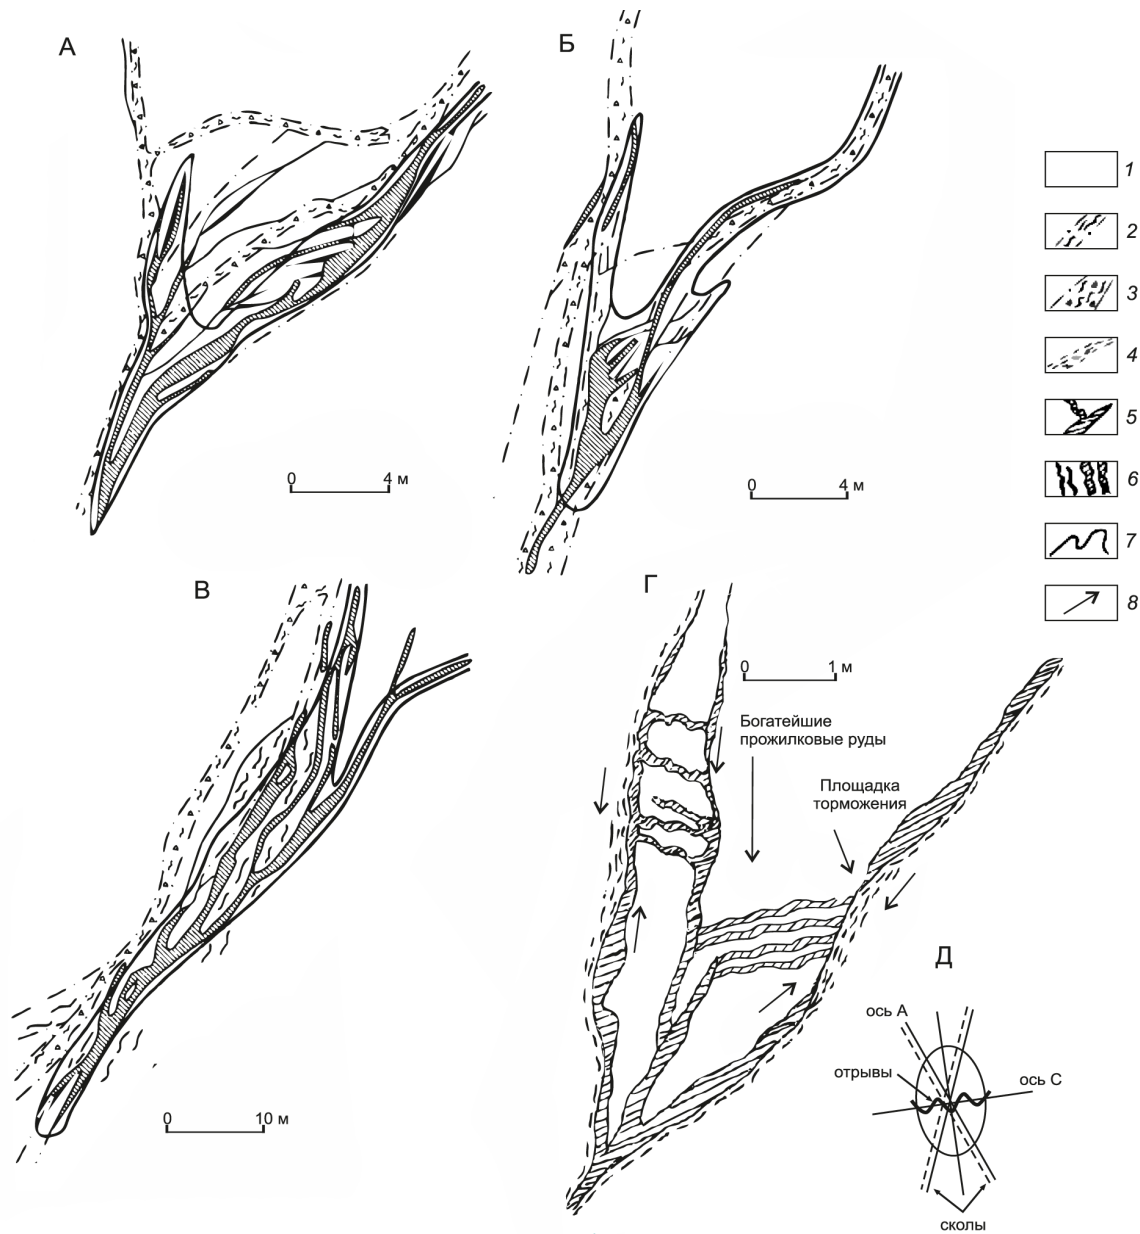 А
Б
0 4 м
0 4 м
1
2
3
4
5
6
7
8
В
Г
0 1 м
Богатейшие
прожилковые руды
Площадка
торможения
0 10 м
Д
ось А
отрывы
ось С
сколы